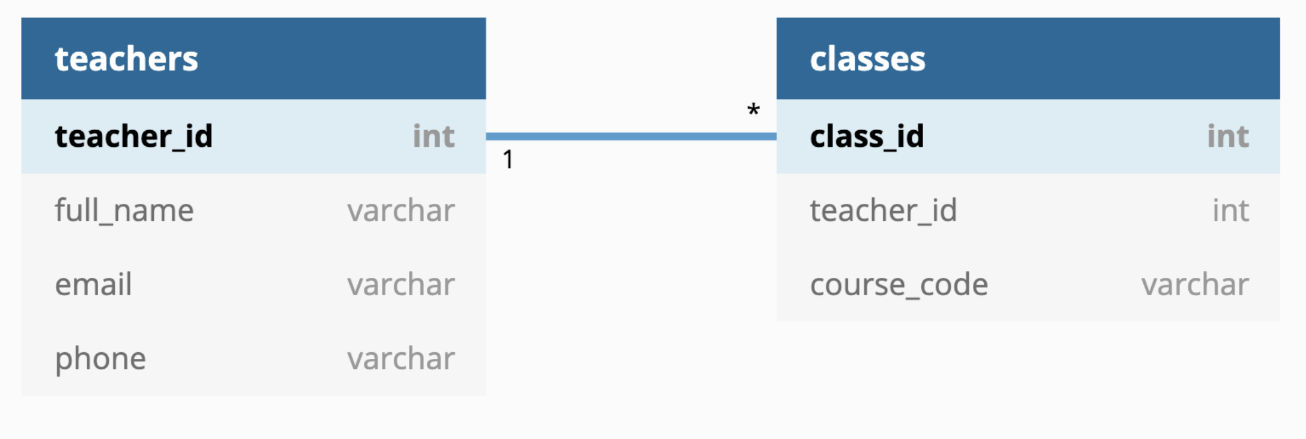 teachers
teacher_id int
full_name varchar
email varchar
phone varchar
1
*
classes
class_id int
teacher_id int
course_code varchar